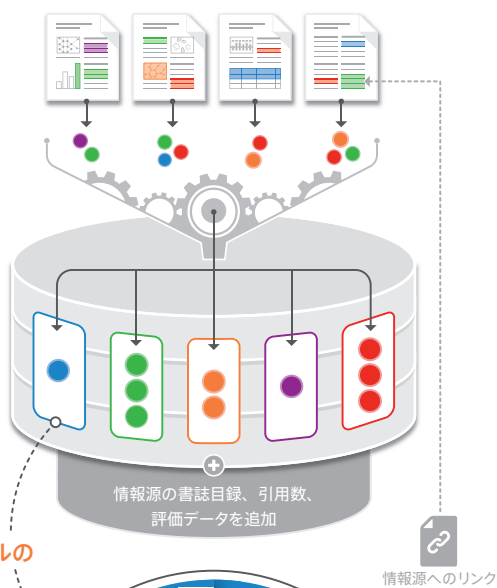 情報源の書誌目録、引用数、
評価データを追加
ルの
情報源へのリンク